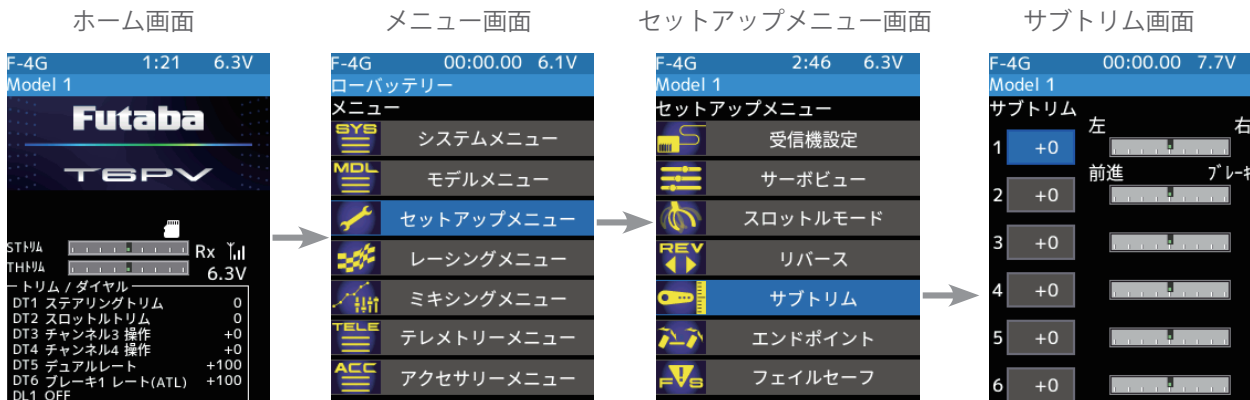 ホーム画面
F-4G 1:21 6.3V
Model 1
Futaba
T6PV
STトリム
Rx
THトリム
6.3V
トリム / ダイヤル
DT1 ステアリングトリム 0
DT2 スロットルトリム 0
DT3 チャンネル3 操作 +0
DT4 チャンネル4 操作 +0
DT5 デュアルレート +100
DT6 ブレーキ1 レート(ATL) +100
DL1 OFF
メニュー画面
F-4G 00:00.00 6.1V
ローバッテリー
メニュー
SYS システムメニュー
MDL モデルメニュー
セットアップメニュー
レーシングメニュー
ミキシングメニュー
TELE テレメトリーメニュー
ACC アクセサリーメニュー
セットアップメニュー画面
F-4G 2:46 6.3V
Model 1
セットアップメニュー
受信機設定
サーボビュー
スロットルモード
REV リバース
サブトリム
エンドポイント
F/S フェイルセーフ
サブトリム画面
F-4G 00:00.00 7.7V
Model 1
サブトリム
左 右
1 +0
前進 ブレーキ
2 +0
3 +0
4 +0
5 +0
6 +0